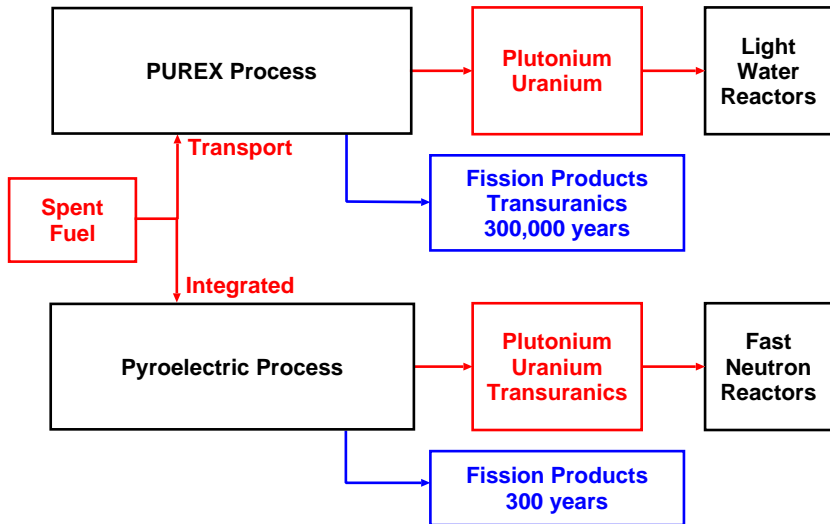 PUREX Process
Plutonium
Uranium
Light
Water
Reactors
Transport
Fission Products
Transuranics
300,000 years
Spent
Fuel
Integrated
Pyroelectric Process
Plutonium
Uranium
Transuranics
Fast
Neutron
Reactors
Fission Products
300 years